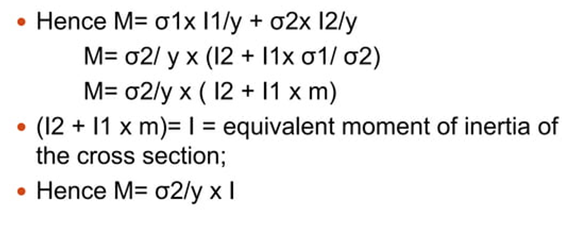 • Hence M= σ1x I1/y + σ2x I2/y
M= σ2/ y x (I2 + I1x σ1/ σ2)
M= σ2/y x ( I2 + I1 x m)
• (I2 + I1 x m)= I = equivalent moment of inertia of
the cross section;
• Hence M= σ2/y x I